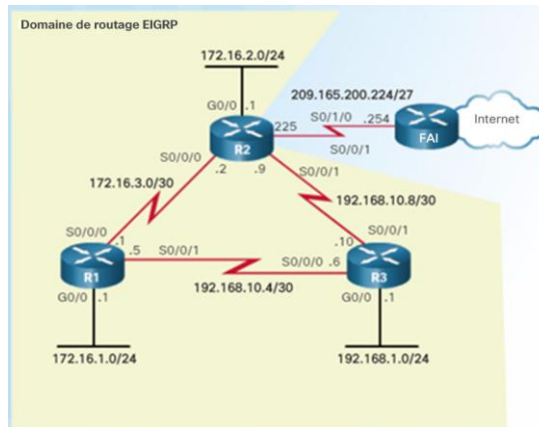 Domaine de routage EIGRP
172.16.2.0/24
209.165.200.224/27
G0/0 .1
S0/1/0 .254
Internet
.225
R2
FAI
S0/0/0
S0/0/1
.2 .9
S0/0/1
172.16.3.0/30
192.168.10.8/30
S0/0/0
.1
.10 S0/0/1
.5 S0/0/1
S0/0/0 .6
R1
R3
192.168.10.4/30
G0/0 .1
G0/0 .1
172.16.1.0/24
192.168.1.0/24